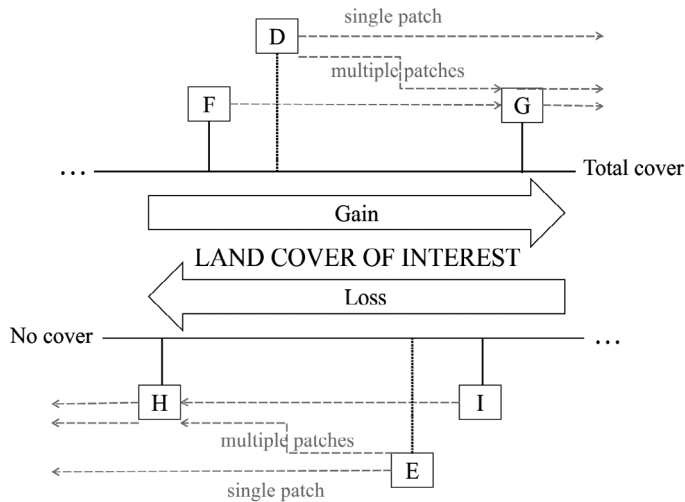 single patch
D
multiple patches
F
G
... Total cover
Gain
LAND COVER OF INTEREST
Loss
No cover ...
H
I
multiple patches
E
single patch